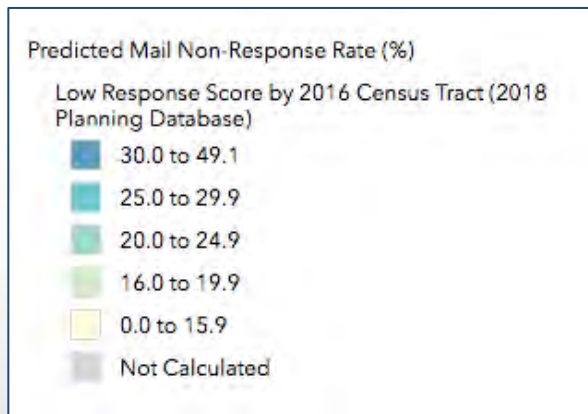 Predicted Mail Non-Response Rate (%)
Low Response Score by 2016 Census Tract (2018
Planning Database)
30.0 to 49.1
25.0 to 29.9
20.0 to 24.9
16.0 to 19.9
0.0 to 15.9
Not Calculated